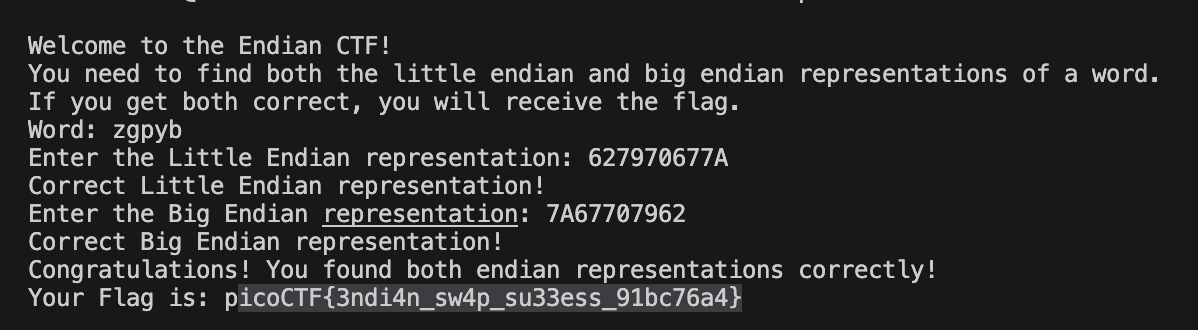 Welcome to the Endian CTF!
You need to find both the little endian and big endian representations of a word.
If you get both correct, you will receive the flag.
Word: zgpyb
Enter the Little Endian representation: 627970677A
Correct Little Endian representation!
Enter the Big Endian representation: 7A67707962
Correct Big Endian representation!
Congratulations! You found both endian representations correctly!
Your Flag is: picoCTF{3ndi4n_sw4p_su33ess_91bc76a4}